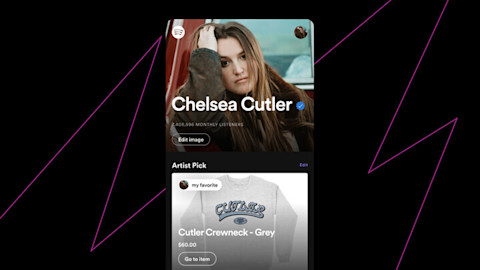 Chelsea Cutler
MONTHLY LISTENERS
Edit image
Artist Pick
Edit
my favorite
CUTLER
Cutler Crewneck - Grey
$60.00
Go to item